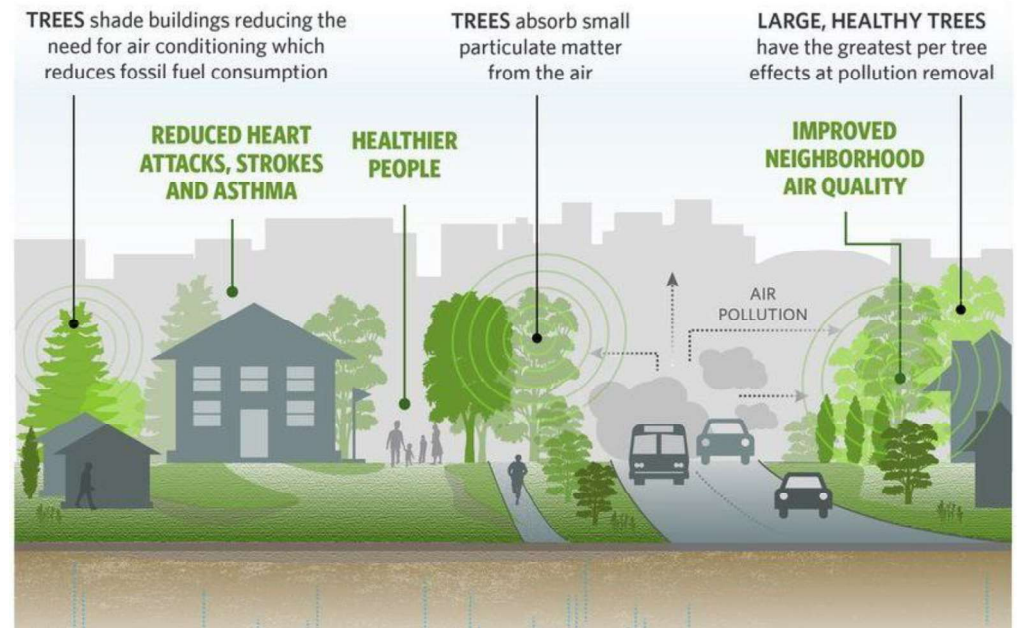 TREES shade buildings reducing the
need for air conditioning which
reduces fossil fuel consumption
TREES absorb small
particulate matter
from the air
LARGE, HEALTHY TREES
have the greatest per tree
effects at pollution removal
REDUCED HEART
ATTACKS, STROKES
AND ASTHMA
HEALTHIER
PEOPLE
IMPROVED
NEIGHBORHOOD
AIR QUALITY
AIR
POLLUTION